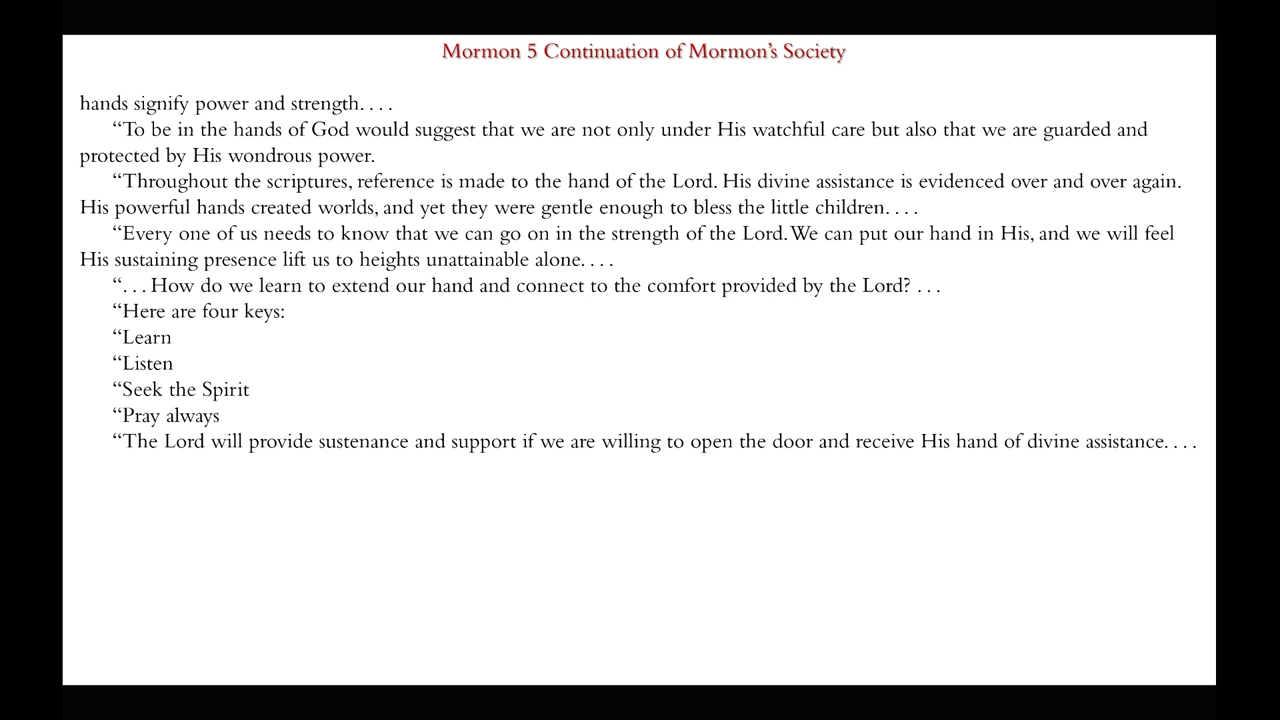 Mormon 5 Continuation of Mormon’s Society
hands signify power and strength. . . .
“To be in the hands of God would suggest that we are not only under His watchful care but also that we are guarded and
protected by His wondrous power.
“Throughout the scriptures, reference is made to the hand of the Lord. His divine assistance is evidenced over and over again.
His powerful hands created worlds, and yet they were gentle enough to bless the little children. . . .
“Every one of us needs to know that we can go on in the strength of the Lord. We can put our hand in His, and we will feel
His sustaining presence lift us to heights unattainable alone. . . .
“. . . How do we learn to extend our hand and connect to the comfort provided by the Lord? . . .
“Here are four keys:
“Learn
“Listen
“Seek the Spirit
“Pray always
“The Lord will provide sustenance and support if we are willing to open the door and receive His hand of divine assistance. . . .